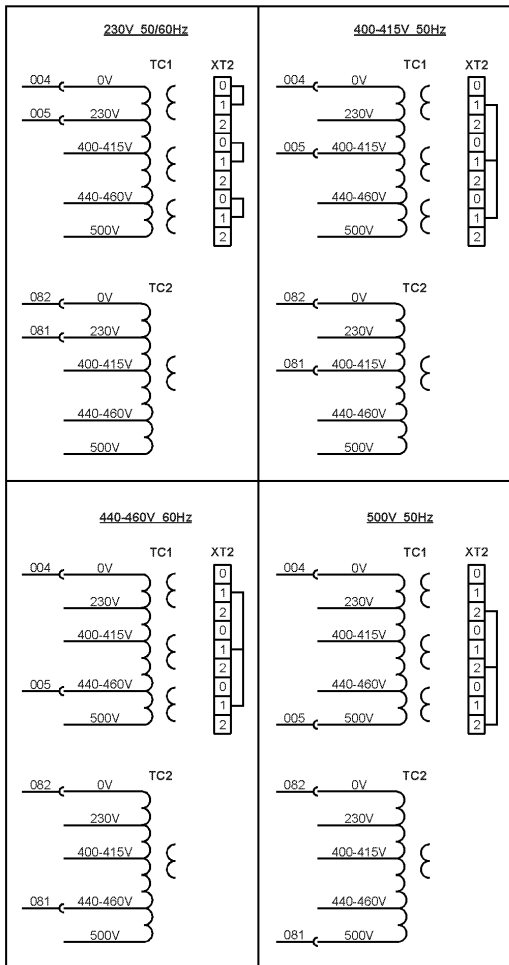 230V 50/60Hz
TC1 XT2
004 0V 0
1
005 230V 2
0
400-415V 1
2
0
440-460V 1
500V 2
TC2
082 0V
081 230V
400-415V
440-460V
500V
400-415V 50Hz
TC1 XT2
004 0V 0
1
230V 2
0
005 400-415V 1
2
0
440-460V 1
500V 2
TC2
082 0V
230V
081 400-415V
440-460V
500V
440-460V 60Hz
TC1 XT2
004 0V 0
1
230V 2
0
400-415V 1
2
005 440-460V 0
1
500V 2
TC2
082 0V
230V
400-415V
081 440-460V
500V
500V 50Hz
TC1 XT2
004 0V 0
1
230V 2
0
400-415V 1
2
440-460V 0
1
005 500V 2
TC2
082 0V
230V
400-415V
440-460V
081 500V